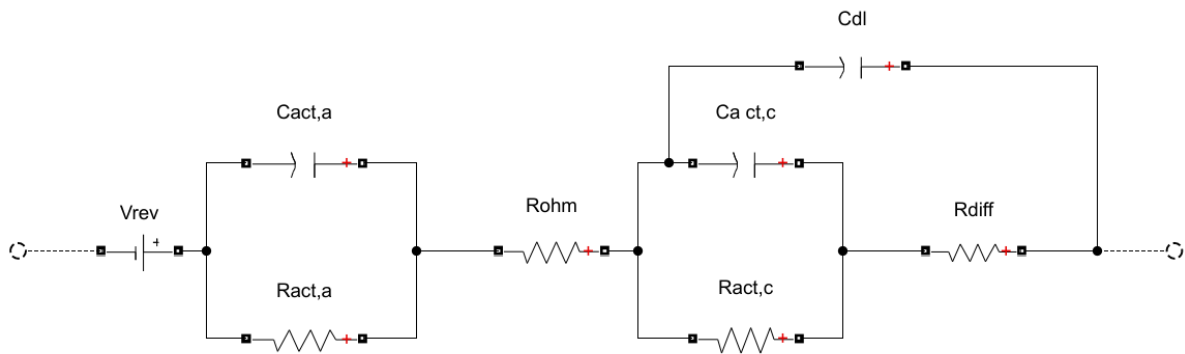 Cdl
Cact,a
Ca ct,c
Vrev
Rohm
Rdiff
Ract,a
Ract,c